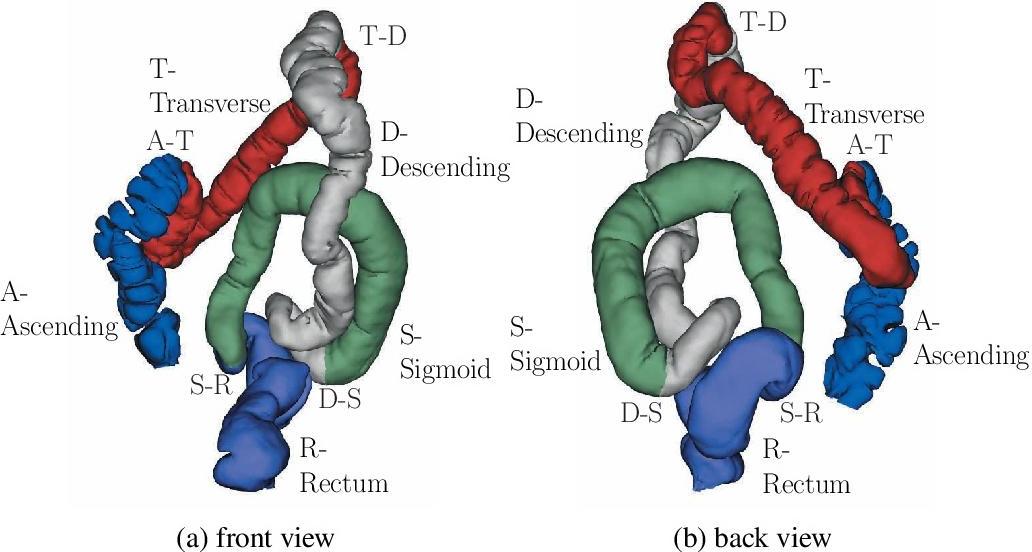 T-D
T-
Transverse
A-T
D-
Descending
A-
Ascending
S-
Sigmoid
S-R
D-S
R-
Rectum
(a) front view
T-D
T-
Transverse
D-
Descending
A-T
S-
Sigmoid
A-
Ascending
D-S
S-R
R-
Rectum
(b) back view